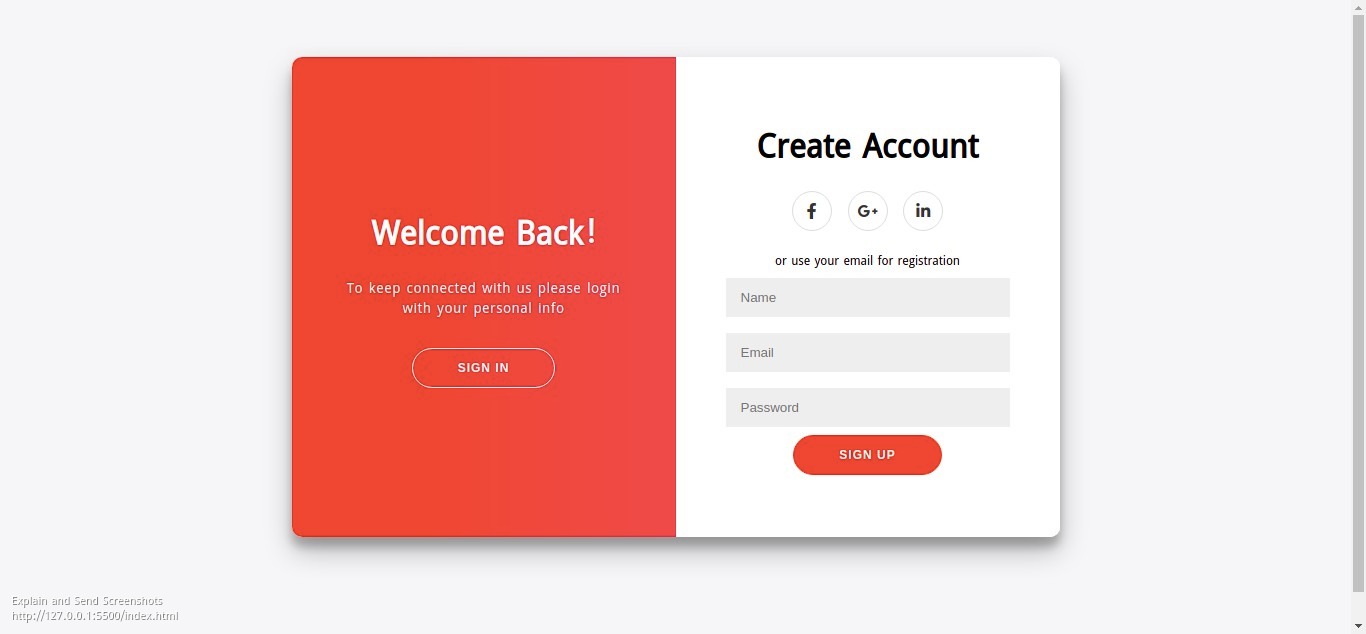 Welcome Back!
To keep connected with us please login
with your personal info
SIGN IN
Create Account
f
G+
in
or use your email for registration
Name
Email
Password
SIGN UP
Explain and Send Screenshots
http://127.0.0.1:5500/index.html